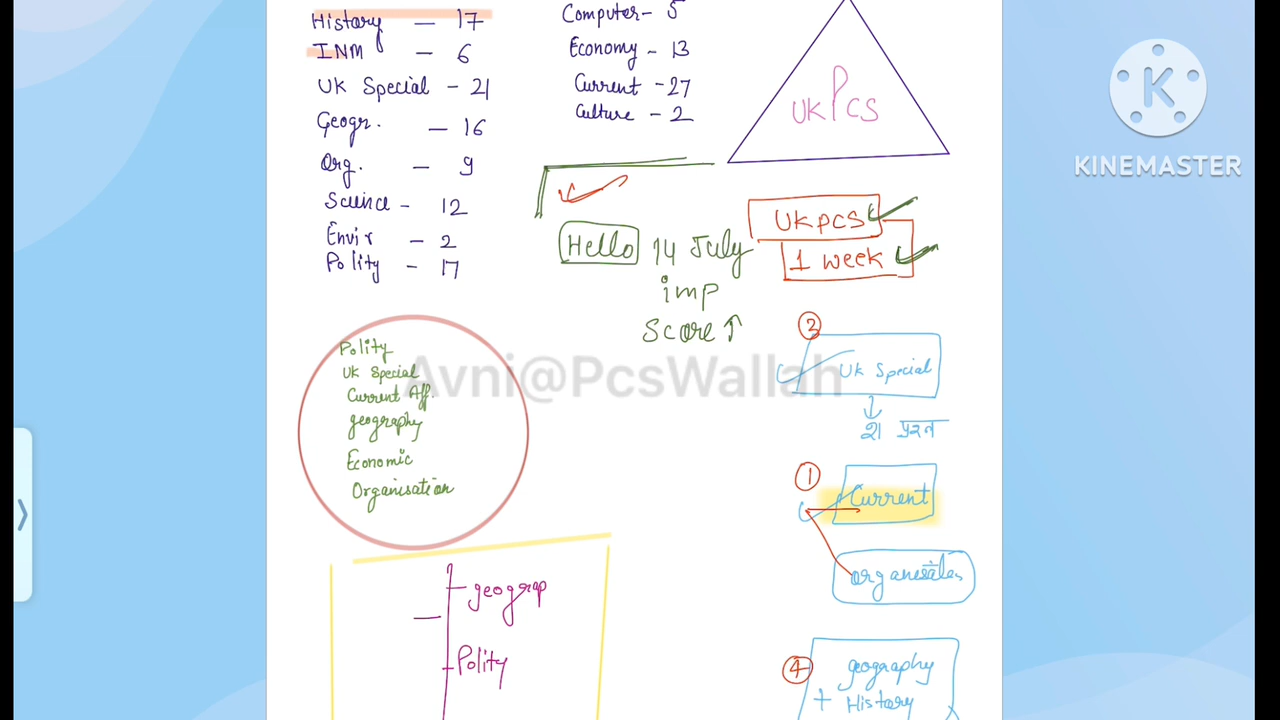 History — 17
INM — 6
UK Special - 21
Geogr. — 16
Org. — 9
Science - 12
Envir - 2
Polity - 17
Computer - 5
Economy - 13
Current - 27
Culture - 2
UKPCS
K
KINEMASTER
Hello 14 July
imp
Score ↑
UKPCS
1 week
Avni@PcsWallah
Polity
UK Special
Current Aff.
geography
Economic
Organisation
geograp
Polity
3
UK Special
21 प्रश्न
1
Current
4
geography
+ History